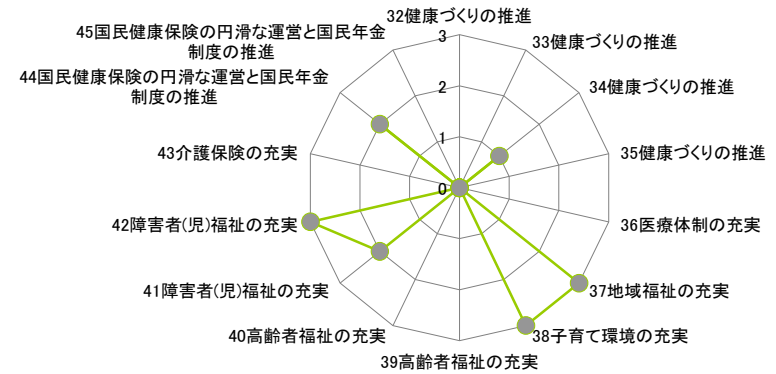 32健康づくりの推進
33健康づくりの推進
34健康づくりの推進
35健康づくりの推進
36医療体制の充実
37地域福祉の充実
38子育て環境の充実
39高齢者福祉の充実
40高齢者福祉の充実
41障害者(児)福祉の充実
42障害者(児)福祉の充実
43介護保険の充実
44国民健康保険の円滑な運営と国民年金
制度の推進
45国民健康保険の円滑な運営と国民年金
制度の推進
3
2
1
0